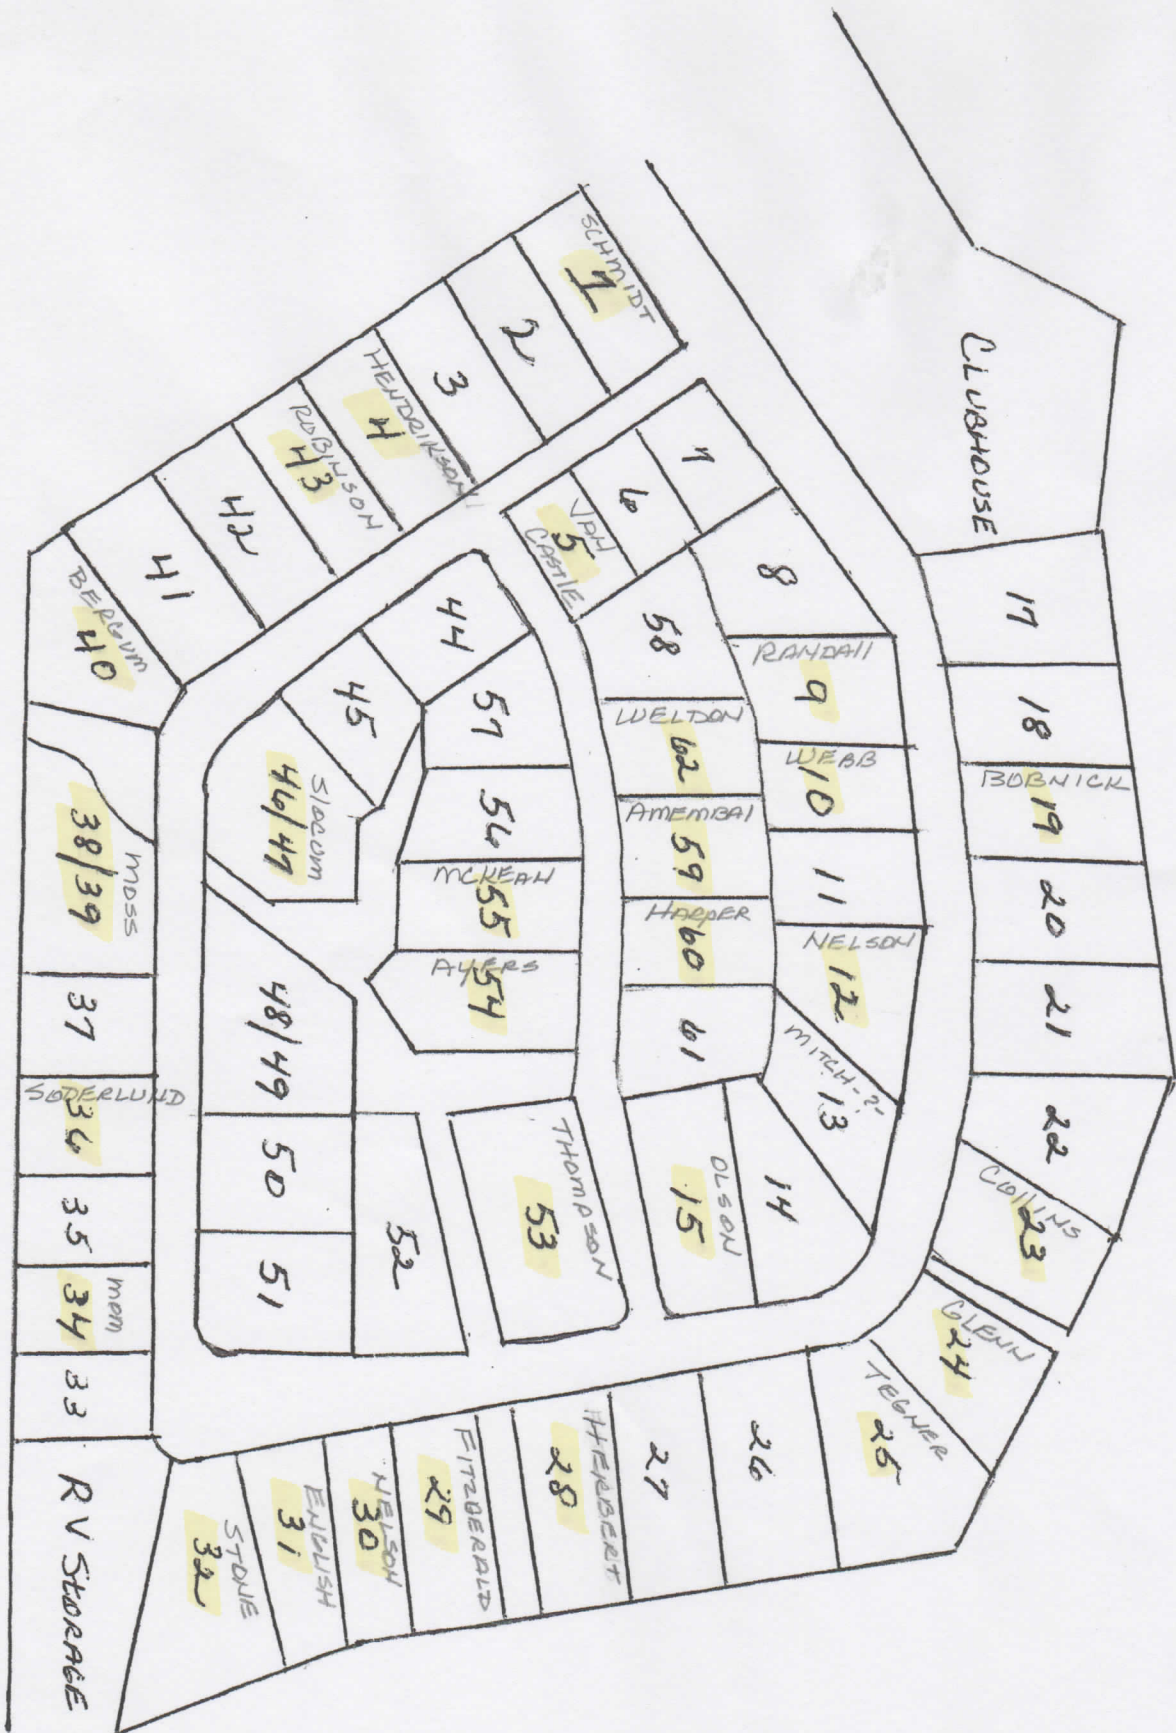 CLUBHOUSE
SCHMIDT
1
2
3
HENDRIKSON
4
ROBINSON
43
42
41
BERGUM
40
MOSS
38/39
37
SODERLUND
36
35
mom
34
33
RV STORAGE
7
6
VAN
5
CASTLE
8
RANDALL
9
WEBB
10
11
NELSON
12
MITCH-?-
13
14
OLSON
15
58
WELDON
62
AMEMBAI
59
HARPER
60
61
44
45
SLOCUM
46/47
57
56
MCKEAN
55
AYERS
54
48/49
50
51
52
THOMPSON
53
17
18
BOBNICK
19
20
21
22
COLLINS
23
GLENN
24
TEGNER
25
26
27
HERBERT
28
FITZGERALD
29
NELSON
30
ENGLISH
31
STONE
32